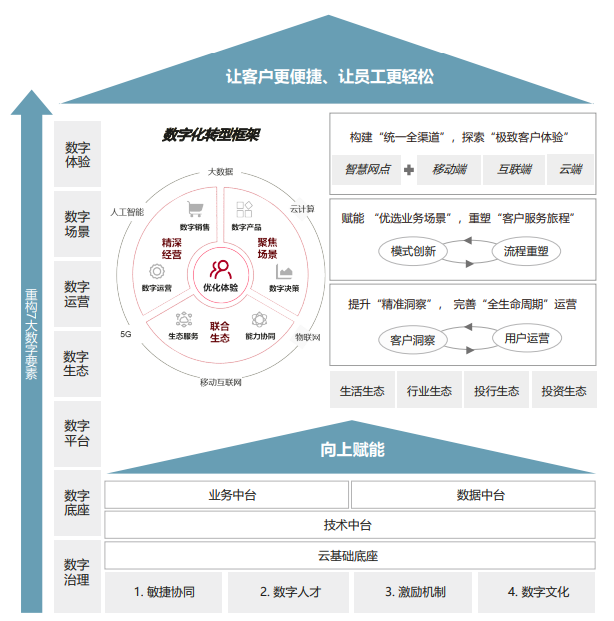 让客户更便捷、让员工更轻松
重构7大数字要素
数字
体验
数字
场景
数字
运营
数字
生态
数字
平台
数字
底座
数字
治理
数字化转型框架
大数据
人工智能
云计算
5G
物联网
移动互联网
数字销售
数字产品
精深
经营
聚焦
场景
数字运营
优化体验
数字决策
生态服务
联合
生态
能力协同
构建“统一全渠道”，探索“极致客户体验”
智慧网点
移动端
互联端
云端
赋能 “优选业务场景”，重塑“客户服务旅程”
模式创新
流程重塑
提升“精准洞察”， 完善“全生命周期”运营
客户洞察
用户运营
生活生态
行业生态
投行生态
投资生态
向上赋能
业务中台
数据中台
技术中台
云基础底座
1. 敏捷协同
2. 数字人才
3. 激励机制
4. 数字文化